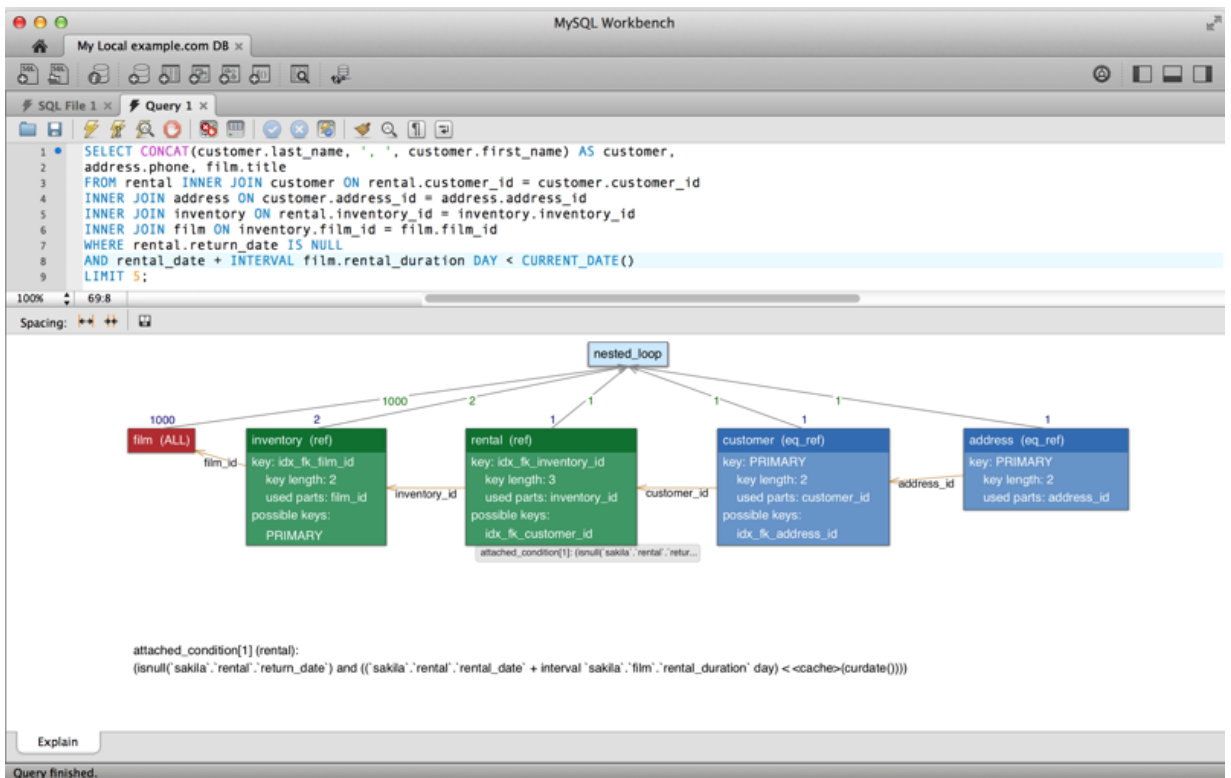 MySQL Workbench
My Local example.com DB ×
SQL File 1 ×
Query 1 ×
1 SELECT CONCAT(customer.last_name, ', ', customer.first_name) AS customer,
2 address.phone, film.title
3 FROM rental INNER JOIN customer ON rental.customer_id = customer.customer_id
4 INNER JOIN address ON customer.address_id = address.address_id
5 INNER JOIN inventory ON rental.inventory_id = inventory.inventory_id
6 INNER JOIN film ON inventory.film_id = film.film_id
7 WHERE rental.return_date IS NULL
8 AND rental_date + INTERVAL film.rental_duration DAY < CURRENT_DATE()
9 LIMIT 5;
100% 69:8
Spacing:
nested_loop
1000 2 1 1 1
1000 2 1 1 1
film (ALL)
film_id
inventory (ref)
key: idx_fk_film_id
key length: 2
used parts: film_id
possible keys:
PRIMARY
inventory_id
rental (ref)
key: idx_fk_inventory_id
key length: 3
used parts: inventory_id
possible keys:
idx_fk_customer_id
attached_condition[1]: (isnull(`sakila`.`rental`.`retur...
customer_id
customer (eq_ref)
key: PRIMARY
key length: 2
used parts: customer_id
possible keys:
idx_fk_address_id
address_id
address (eq_ref)
key: PRIMARY
key length: 2
used parts: address_id
attached_condition[1] (rental):
(isnull(`sakila`.`rental`.`return_date`) and ((`sakila`.`rental`.`rental_date` + interval `sakila`.`film`.`rental_duration` day) < <cache>(curdate())))
Explain
Query finished.